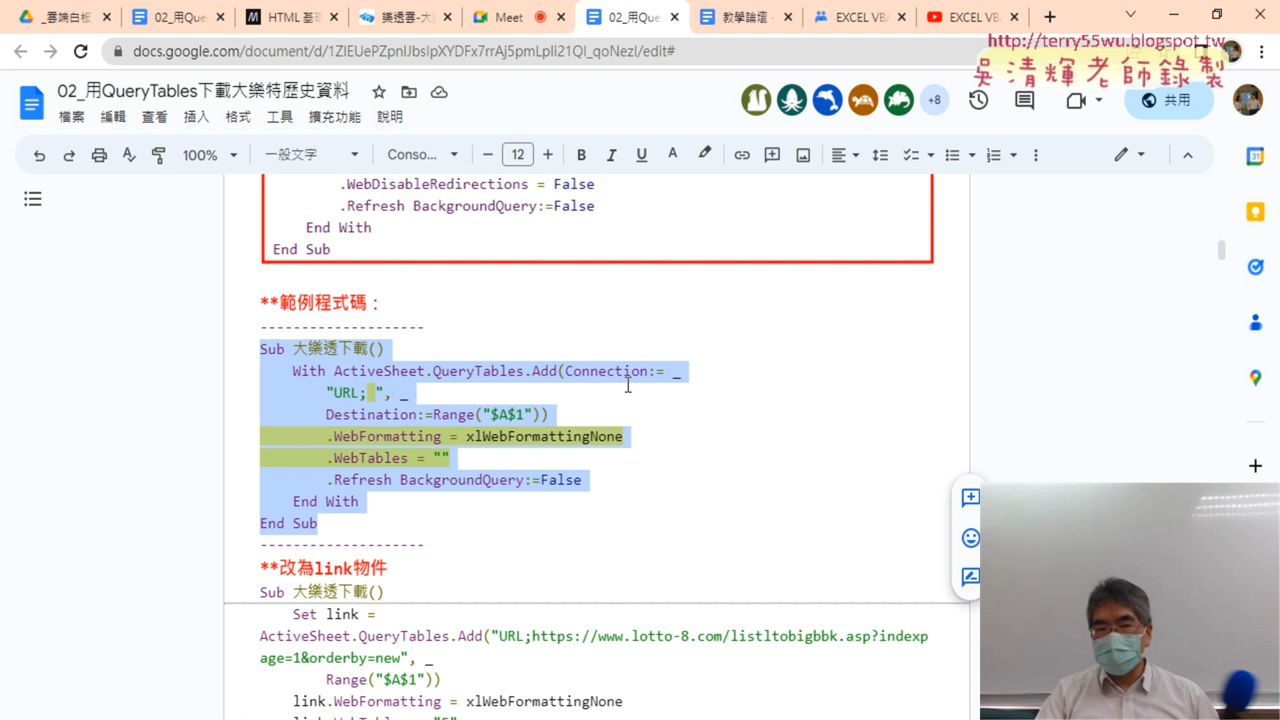 _雲端白板
02_用Que
HTML 基
樂透雲-大
Meet
02_用Que
教學論壇 -
EXCEL VB
EXCEL VB
docs.google.com/document/d/1ZIEUePZpnIJbsIpXYDFx7rrAj5pmLpIi21QI_qoNezI/edit#
http://terry55wu.blogspot.tw
吳清輝老師錄製
02_用QueryTables下載大樂特歷史資料
+8
共用
檔案 編輯 查看 插入 格式 工具 擴充功能 說明
100% 一般文字 Conso... 12 B I U A
.WebDisableRedirections = False
.Refresh BackgroundQuery:=False
End With
End Sub
**範例程式碼：
--------------------
Sub 大樂透下載()
With ActiveSheet.QueryTables.Add(Connection:= _
"URL; ", _
Destination:=Range("$A$1"))
.WebFormatting = xlWebFormattingNone
.WebTables = ""
.Refresh BackgroundQuery:=False
End With
End Sub
--------------------
**改為link物件
Sub 大樂透下載()
Set link =
ActiveSheet.QueryTables.Add("URL;https://www.lotto-8.com/listltobigbbk.asp?indexp
age=1&orderby=new", _
Range("$A$1"))
link.WebFormatting = xlWebFormattingNone